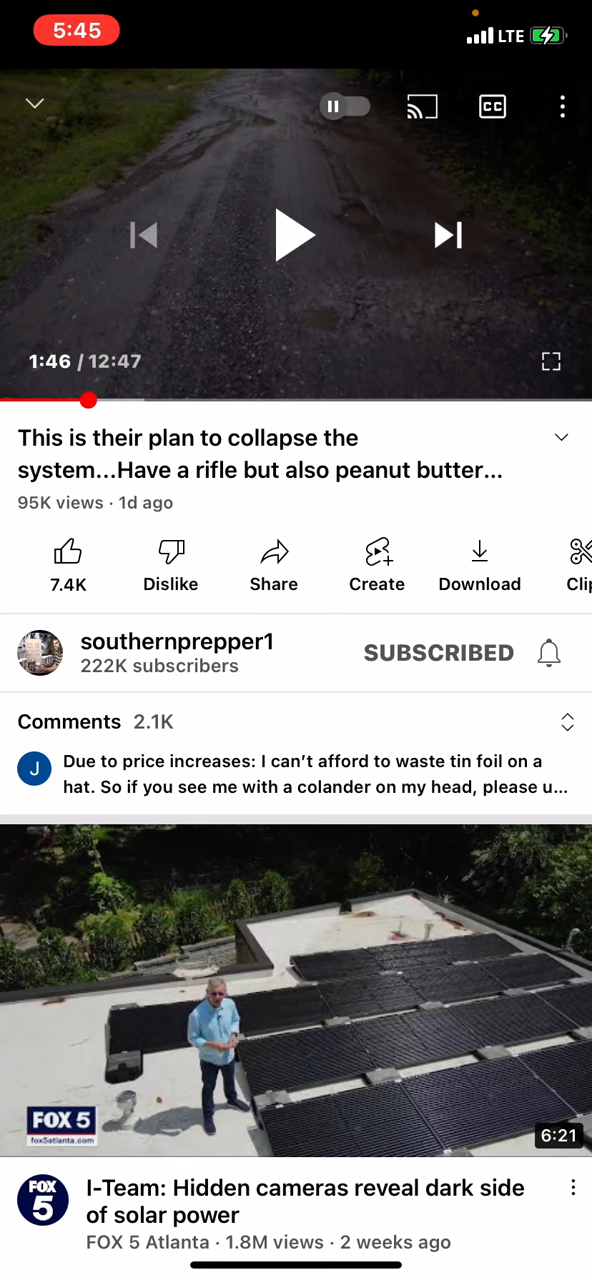 5:45
LTE
CC
1:46 / 12:47
This is their plan to collapse the
system...Have a rifle but also peanut butter...
95K views · 1d ago
7.4K
Dislike
Share
Create
Download
Clip
southernprepper1
222K subscribers
SUBSCRIBED
Comments 2.1K
J
Due to price increases: I can't afford to waste tin foil on a
hat. So if you see me with a colander on my head, please u...
FOX 5
fox5atlanta.com
6:21
FOX
5
I-Team: Hidden cameras reveal dark side
of solar power
FOX 5 Atlanta · 1.8M views · 2 weeks ago